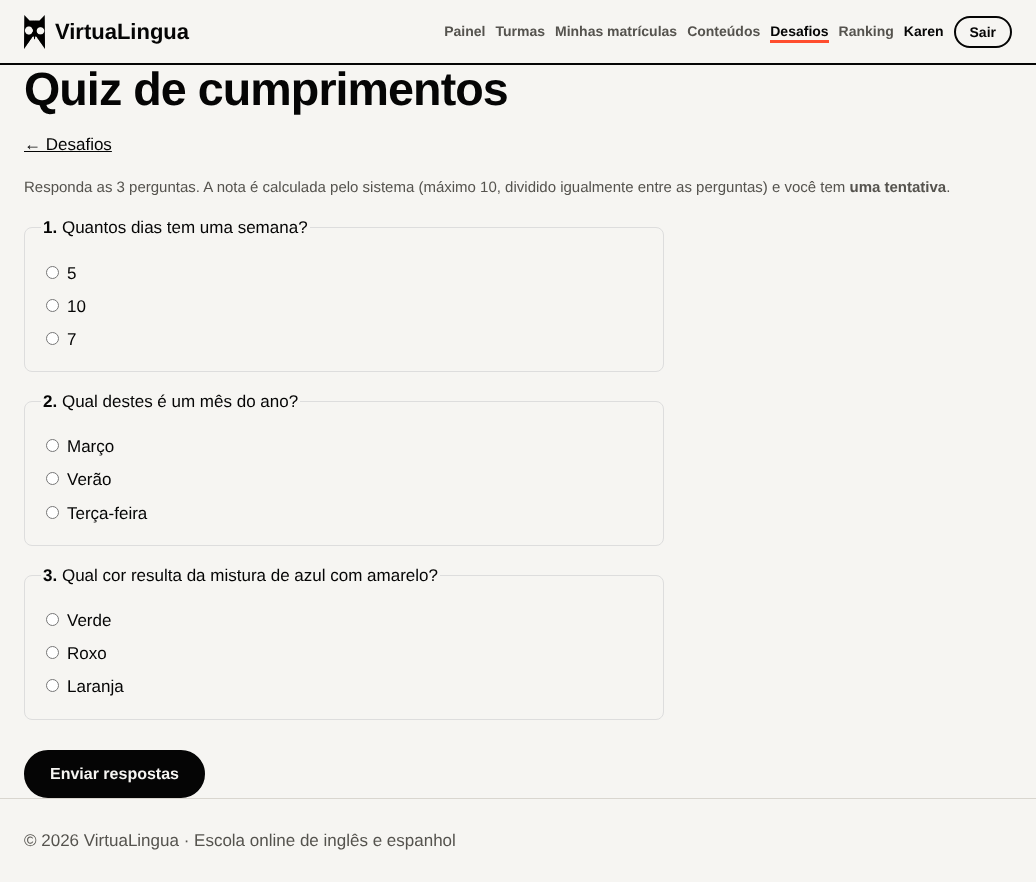 VirtuaLingua
Painel Turmas Minhas matrículas Conteúdos Desafios Ranking Karen Sair
Quiz de cumprimentos
← Desafios
Responda as 3 perguntas. A nota é calculada pelo sistema (máximo 10, dividido igualmente entre as perguntas) e você tem uma tentativa.
1. Quantos dias tem uma semana?
5
10
7
2. Qual destes é um mês do ano?
Março
Verão
Terça-feira
3. Qual cor resulta da mistura de azul com amarelo?
Verde
Roxo
Laranja
Enviar respostas
© 2026 VirtuaLingua · Escola online de inglês e espanhol